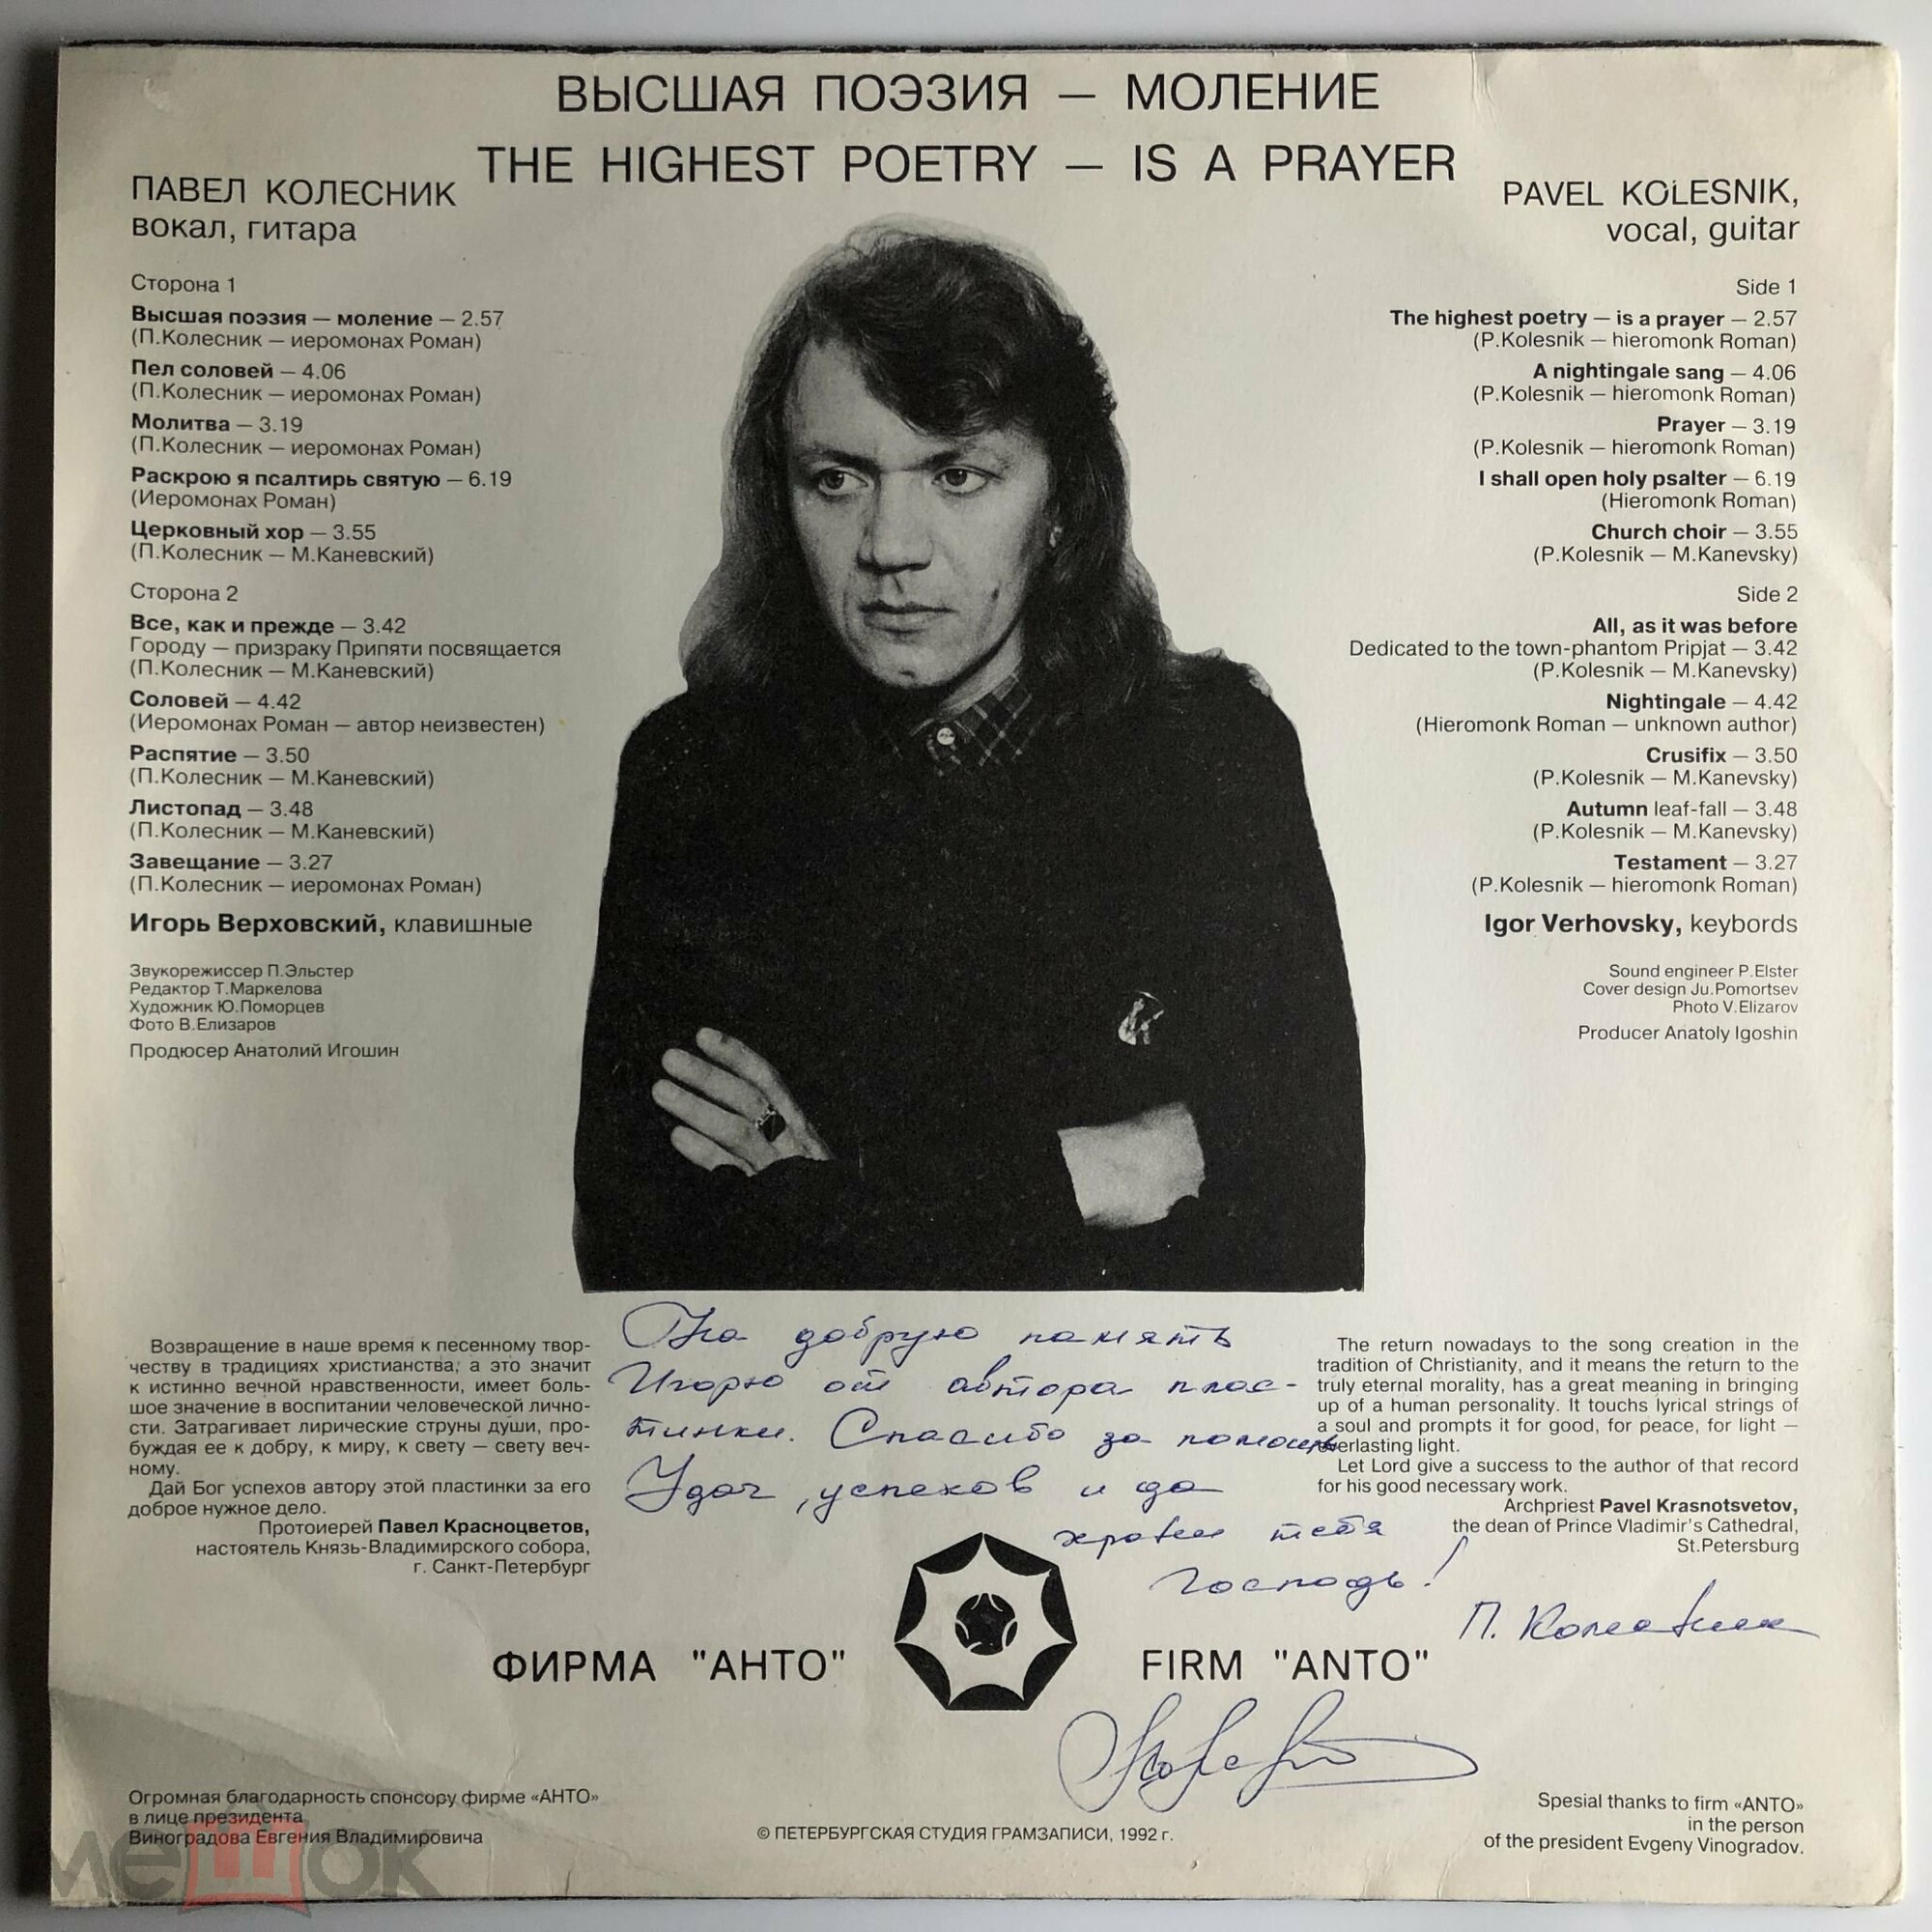 ВЫСШАЯ ПОЭЗИЯ — МОЛЕНИЕ
THE HIGHEST POETRY — IS A PRAYER
ПАВЕЛ КОЛЕСНИК
вокал, гитара
Сторона 1
Высшая поэзия — моление — 2.57
(П.Колесник — иеромонах Роман)
Пел соловей — 4.06
(П.Колесник — иеромонах Роман)
Молитва — 3.19
(П.Колесник — иеромонах Роман)
Раскрою я псалтирь святую — 6.19
(Иеромонах Роман)
Церковный хор — 3.55
(П.Колесник — М.Каневский)
Сторона 2
Все, как и прежде — 3.42
Городу — призраку Припяти посвящается
(П.Колесник — М.Каневский)
Соловей — 4.42
(Иеромонах Роман — автор неизвестен)
Распятие — 3.50
(П.Колесник — М.Каневский)
Листопад — 3.48
(П.Колесник — М.Каневский)
Завещание — 3.27
(П.Колесник — иеромонах Роман)
Игорь Верховский, клавишные
Звукорежиссер П.Эльстер
Редактор Т.Маркелова
Художник Ю.Поморцев
Фото В.Елизаров
Продюсер Анатолий Игошин
PAVEL KOLESNIK,
vocal, guitar
Side 1
The highest poetry — is a prayer — 2.57
(P.Kolesnik — hieromonk Roman)
A nightingale sang — 4.06
(P.Kolesnik — hieromonk Roman)
Prayer — 3.19
(P.Kolesnik — hieromonk Roman)
I shall open holy psalter — 6.19
(Hieromonk Roman)
Church choir — 3.55
(P.Kolesnik — M.Kanevsky)
Side 2
All, as it was before
Dedicated to the town-phantom Pripjat — 3.42
(P.Kolesnik — M.Kanevsky)
Nightingale — 4.42
(Hieromonk Roman — unknown author)
Crusifix — 3.50
(P.Kolesnik — M.Kanevsky)
Autumn leaf-fall — 3.48
(P.Kolesnik — M.Kanevsky)
Testament — 3.27
(P.Kolesnik — hieromonk Roman)
Igor Verhovsky, keybords
Sound engineer P.Elster
Cover design Ju.Pomortsev
Photo V.Elizarov
Producer Anatoly Igoshin
Возвращение в наше время к песенному твор-
честву в традициях христианства, а это значит
к истинно вечной нравственности, имеет боль-
шое значение в воспитании человеческой лично-
сти. Затрагивает лирические струны души, про-
буждая ее к добру, к миру, к свету — свету веч-
ному.
Дай Бог успехов автору этой пластинки за его
доброе нужное дело.
Протоиерей Павел Красноцветов,
настоятель Князь-Владимирского собора,
г. Санкт-Петербург
На добрую память
Игорю от автора плас-
тинки. Спасибо за помощь
Удач, успехов и да
храни тебя
Господь!
П. Колесник
The return nowadays to the song creation in the
tradition of Christianity, and it means the return to the
truly eternal morality, has a great meaning in bringing
up of a human personality. It touchs lyrical strings of
a soul and prompts it for good, for peace, for light —
everlasting light.
Let Lord give a success to the author of that record
for his good necessary work.
Archpriest Pavel Krasnotsvetov,
the dean of Prince Vladimir's Cathedral,
St.Petersburg
ФИРМА "АНТО"
FIRM "ANTO"
Огромная благодарность спонсору фирме «АНТО»
в лице президента
Виноградова Евгения Владимировича
© ПЕТЕРБУРГСКАЯ СТУДИЯ ГРАМЗАПИСИ, 1992 г.
Spesial thanks to firm «ANTO»
in the person
of the president Evgeny Vinogradov.
мешок